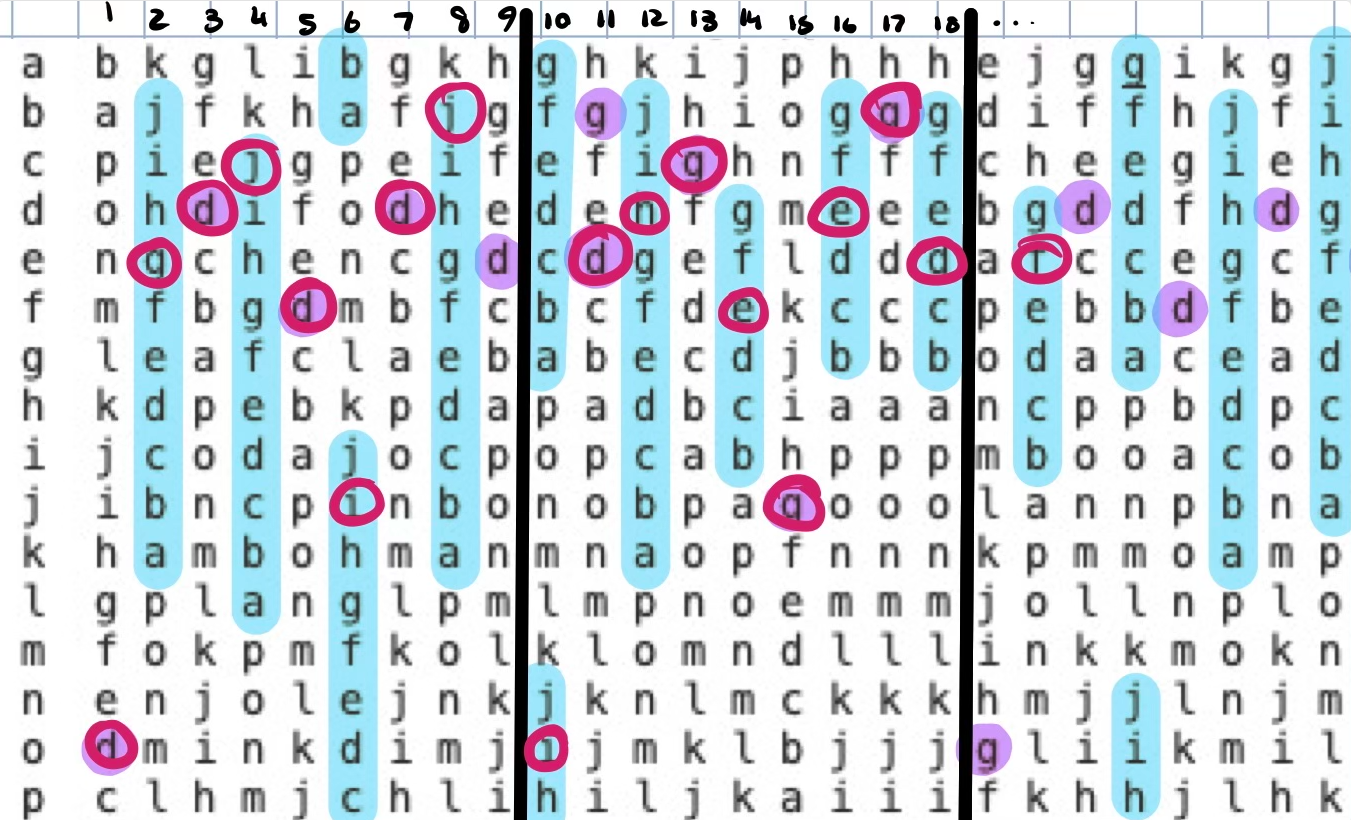 1 2 3 4 5 6 7 8 9 10 11 12 13 14 15 16 17 18 ...
a b k g l i b g k h g h k i j p h h h e j g g i k g j
b a j f k h a f j g f g j h i o g g g d i f f h j f i
c p i e j g p e i f e f i g h n f f f c h e e g i e h
d o h d i f o d h e d e h f g m e e e b g d d f h d g
e n g c h e n c g d c d g e f l d d d a f c c e g c f
f m f b g d m b f c b c f d e k c c c p e b b d f b e
g l e a f c l a e b a b e c d j b b b o d a a c e a d
h k d p e b k p d a p a d b c i a a a n c p p b d p c
i j c o d a j o c p o p c a b h p p p m b o o a c o b
j i b n c p i n b o n o b p a g o o o l a n n p b n a
k h a m b o h m a n m n a o p f n n n k p m m o a m p
l g p l a n g l p m l m p n o e m m m j o l l n p l o
m f o k p m f k o l k l o m n d l l l i n k k m o k n
n e n j o l e j n k j k n l m c k k k h m j j l n j m
o d m i n k d i m j i j m k l b j j j g l i i k m i l
p c l h m j c h l i h i l j k a i i i f k h h j l h k